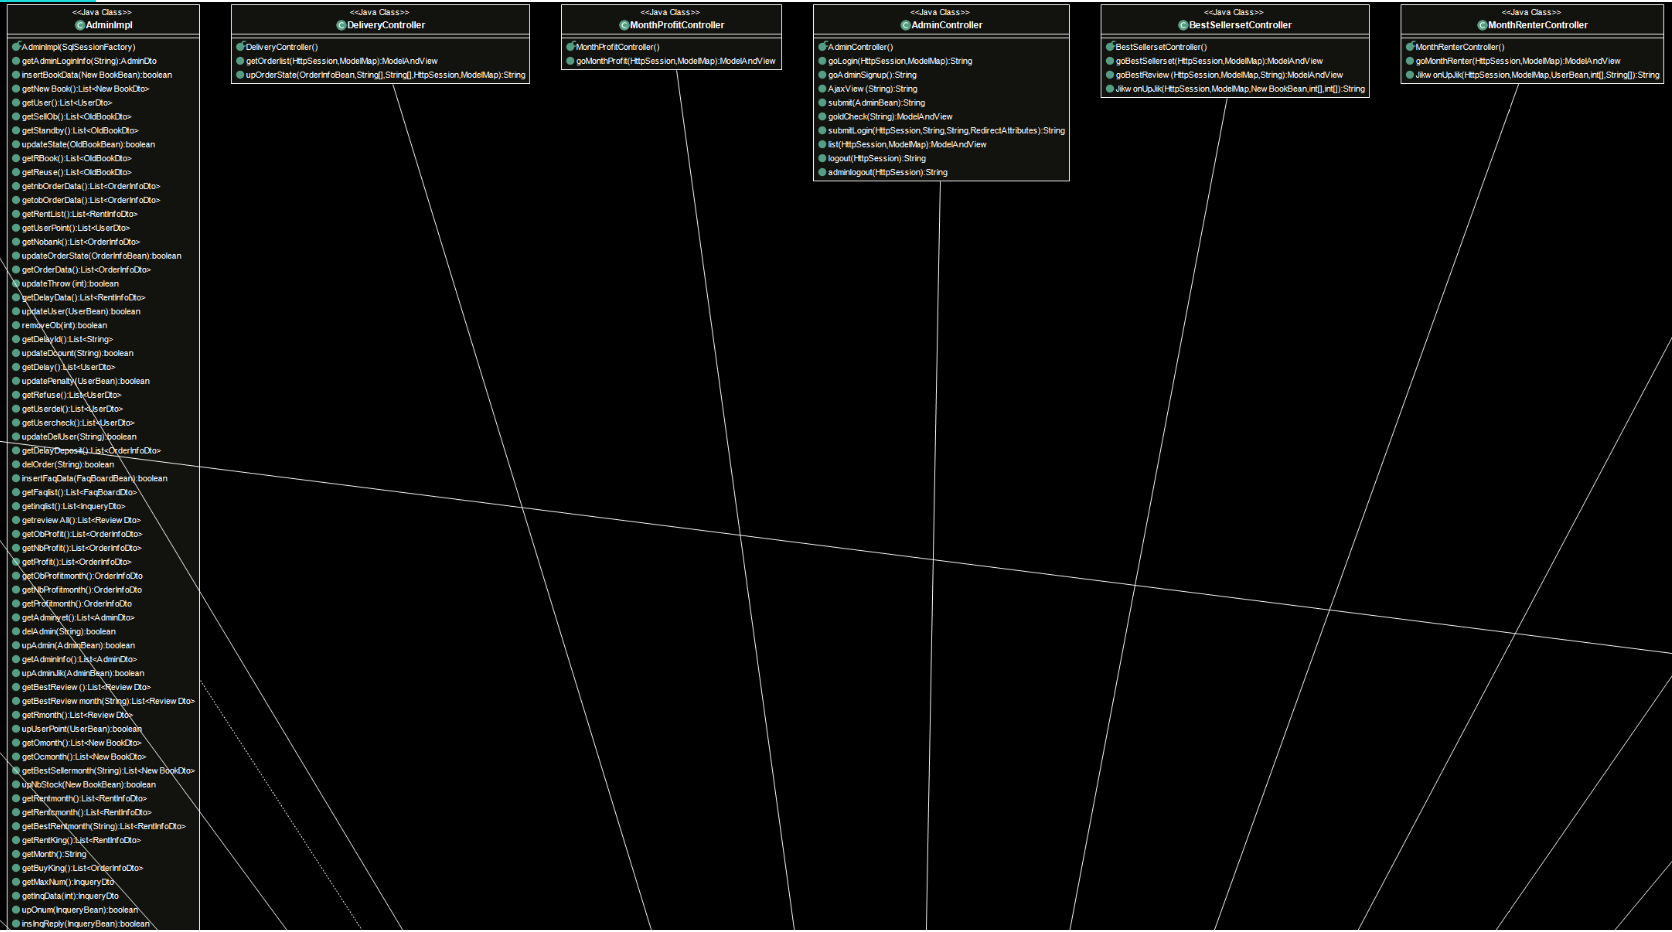 <<Java Class>>
AdminImpl
AdminImpl(SqlSessionFactory)
getAdminLoginInfo(String):AdminDto
insertBookData(New BookBean):boolean
getNew Book():List<New BookDto>
getUser():List<UserDto>
getSellOb():List<OldBookDto>
getStandby():List<OldBookDto>
updateState(OldBookBean):boolean
getRBook():List<OldBookDto>
getReuse():List<OldBookDto>
getnbOrderData():List<OrderInfoDto>
getobOrderData():List<OrderInfoDto>
getRentList():List<RentInfoDto>
getUserPoint():List<UserDto>
getNobank():List<OrderInfoDto>
updateOrderState(OrderInfoBean):boolean
getOrderData():List<OrderInfoDto>
updateThrow (int):boolean
getDelayData():List<RentInfoDto>
updateUser(UserBean):boolean
removeOb(int):boolean
getDelayId():List<String>
updateDcount(String):boolean
getDelay():List<UserDto>
updatePenalty(UserBean):boolean
getRefuse():List<UserDto>
getUserdel():List<UserDto>
getUsercheck():List<UserDto>
updateDelUser(String):boolean
getDelayDeposit():List<OrderInfoDto>
delOrder(String):boolean
insertFaqData(FaqBoardBean):boolean
getFaqlist():List<FaqBoardDto>
getinqlist():List<InqueryDto>
getreview All():List<Review Dto>
getObProfit():List<OrderInfoDto>
getNbProfit():List<OrderInfoDto>
getProfit():List<OrderInfoDto>
getObProfitmonth():OrderInfoDto
getNbProfitmonth():OrderInfoDto
getProfitmonth():OrderInfoDto
getAdminyet():List<AdminDto>
delAdmin(String):boolean
upAdmin(AdminBean):boolean
getAdminInfo():List<AdminDto>
upAdminJik(AdminBean):boolean
getBestReview ():List<Review Dto>
getBestReview month(String):List<Review Dto>
getRmonth():List<Review Dto>
upUserPoint(UserBean):boolean
getOmonth():List<New BookDto>
getOcmonth():List<New BookDto>
getBestSellermonth(String):List<New BookDto>
upNbStock(New BookBean):boolean
getRentmonth():List<RentInfoDto>
getRentcmonth():List<RentInfoDto>
getBestRentmonth(String):List<RentInfoDto>
getRentKing():List<RentInfoDto>
getMonth():String
getBuyKing():List<OrderInfoDto>
getMaxNum():InqueryDto
getInqData(int):InqueryDto
upOnum(InqueryBean):boolean
insInqReply(InqueryBean):boolean
<<Java Class>>
DeliveryController
DeliveryController()
getOrderlist(HttpSession,ModelMap):ModelAndView
upOrderState(OrderInfoBean,String[],String[],HttpSession,ModelMap):String
<<Java Class>>
MonthProfitController
MonthProfitController()
goMonthProfit(HttpSession,ModelMap):ModelAndView
<<Java Class>>
AdminController
AdminController()
goLogin(HttpSession,ModelMap):String
goAdminSignup():String
AjaxView (String):String
submit(AdminBean):String
goIdCheck(String):ModelAndView
submitLogin(HttpSession,String,String,RedirectAttributes):String
list(HttpSession,ModelMap):ModelAndView
logout(HttpSession):String
adminlogout(HttpSession):String
<<Java Class>>
BestSellersetController
BestSellersetController()
goBestSellerset(HttpSession,ModelMap):ModelAndView
goBestReview (HttpSession,ModelMap,String):ModelAndView
Jikw onUpJik(HttpSession,ModelMap,New BookBean,int[],int[]):String
<<Java Class>>
MonthRenterController
MonthRenterController()
goMonthRenter(HttpSession,ModelMap):ModelAndView
Jikw onUpJik(HttpSession,ModelMap,UserBean,int[],String[]):String